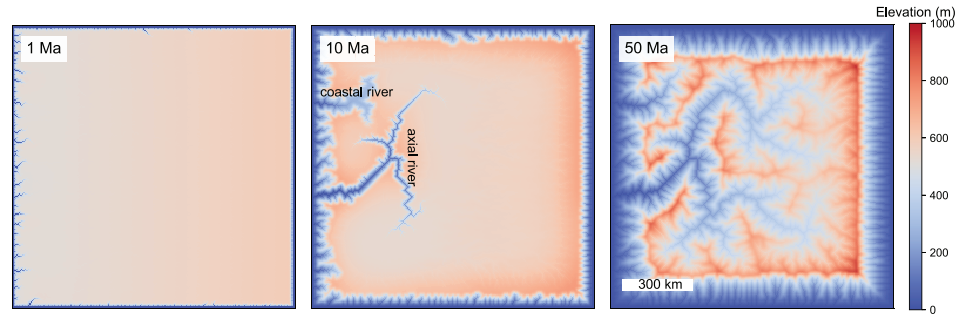 Elevation (m)
1 Ma
10 Ma
50 Ma
coastal river
axial river
300 km
1000
800
600
400
200
0